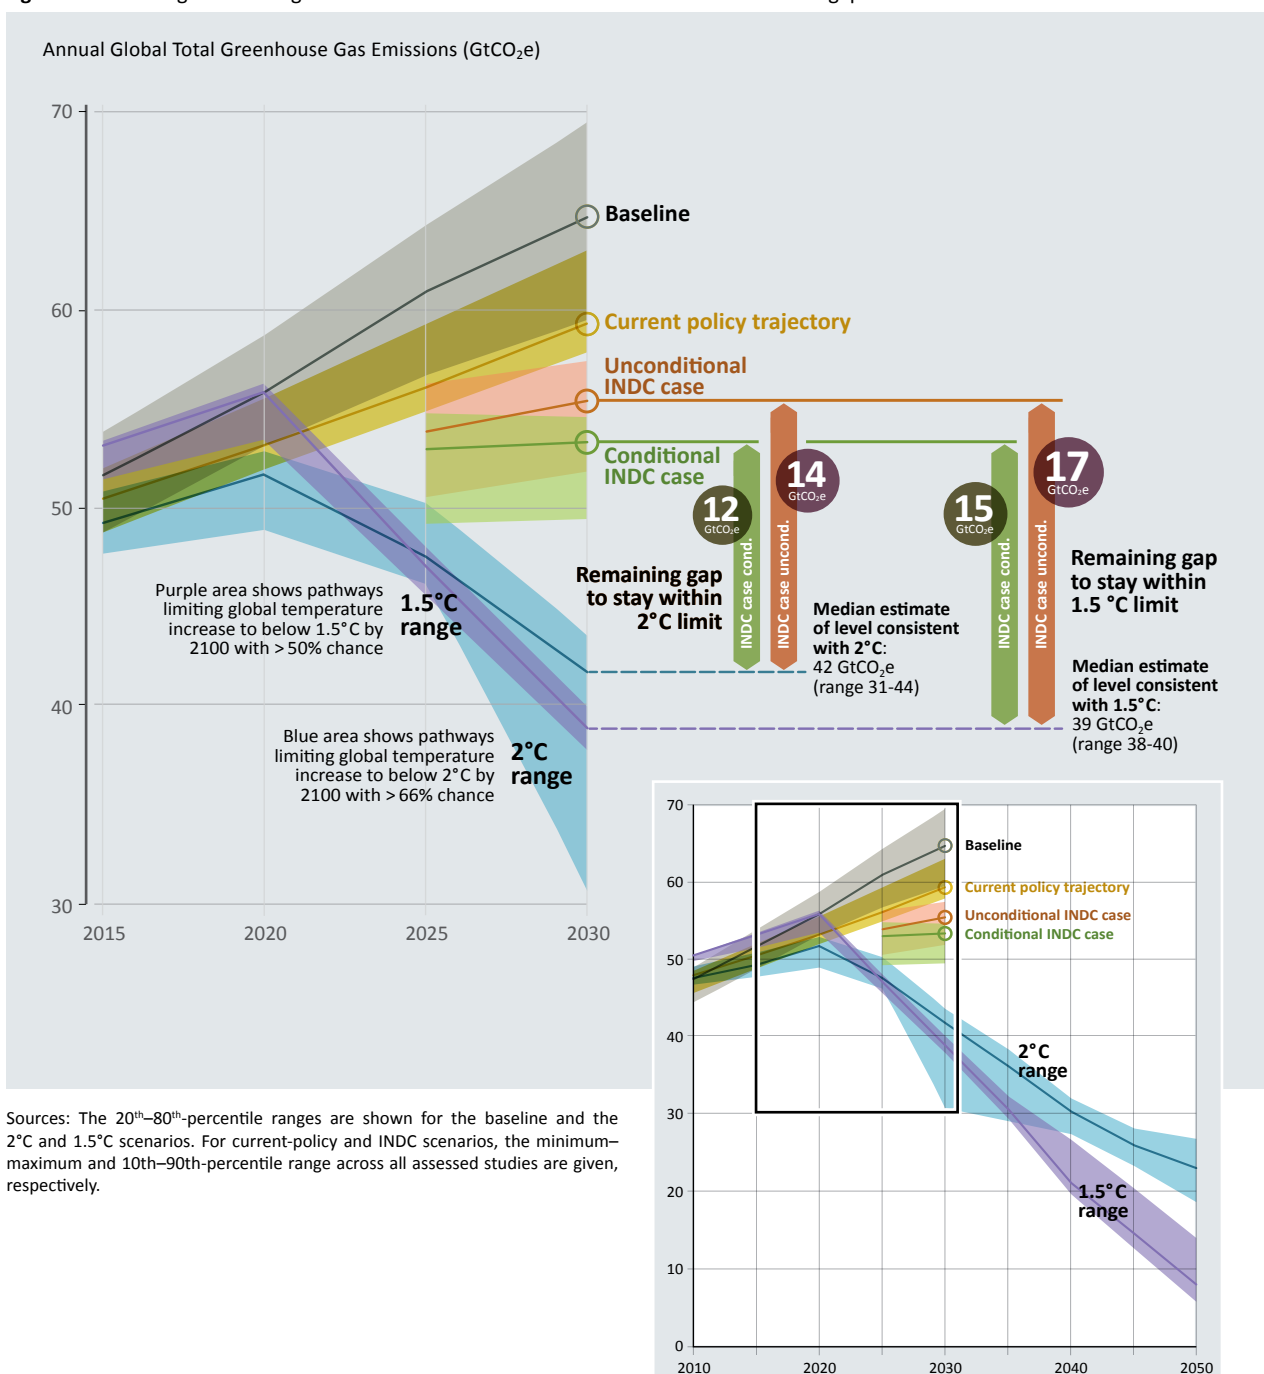 Annual Global Total Greenhouse Gas Emissions (GtCO₂e)
70
60
50
40
30
2015
2020
2025
2030
Baseline
Current policy trajectory
Unconditional
INDC case
Conditional
INDC case
12
GtCO₂e
14
GtCO₂e
15
GtCO₂e
17
GtCO₂e
INDC case cond.
INDC case uncond.
INDC case cond.
INDC case uncond.
Remaining gap
to stay within
2°C limit
Remaining gap
to stay within
1.5 °C limit
Median estimate
of level consistent
with 2°C:
42 GtCO₂e
(range 31-44)
Median estimate
of level consistent
with 1.5°C:
39 GtCO₂e
(range 38-40)
Purple area shows pathways
limiting global temperature
increase to below 1.5°C by
2100 with > 50% chance
1.5°C
range
Blue area shows pathways
limiting global temperature
increase to below 2°C by
2100 with > 66% chance
2°C
range
70
60
50
40
30
20
10
0
2010
2020
2030
2040
2050
Baseline
Current policy trajectory
Unconditional INDC case
Conditional INDC case
2°C
range
1.5°C
range
Sources: The 20th–80th-percentile ranges are shown for the baseline and the
2°C and 1.5°C scenarios. For current-policy and INDC scenarios, the minimum–
maximum and 10th–90th-percentile range across all assessed studies are given,
respectively.